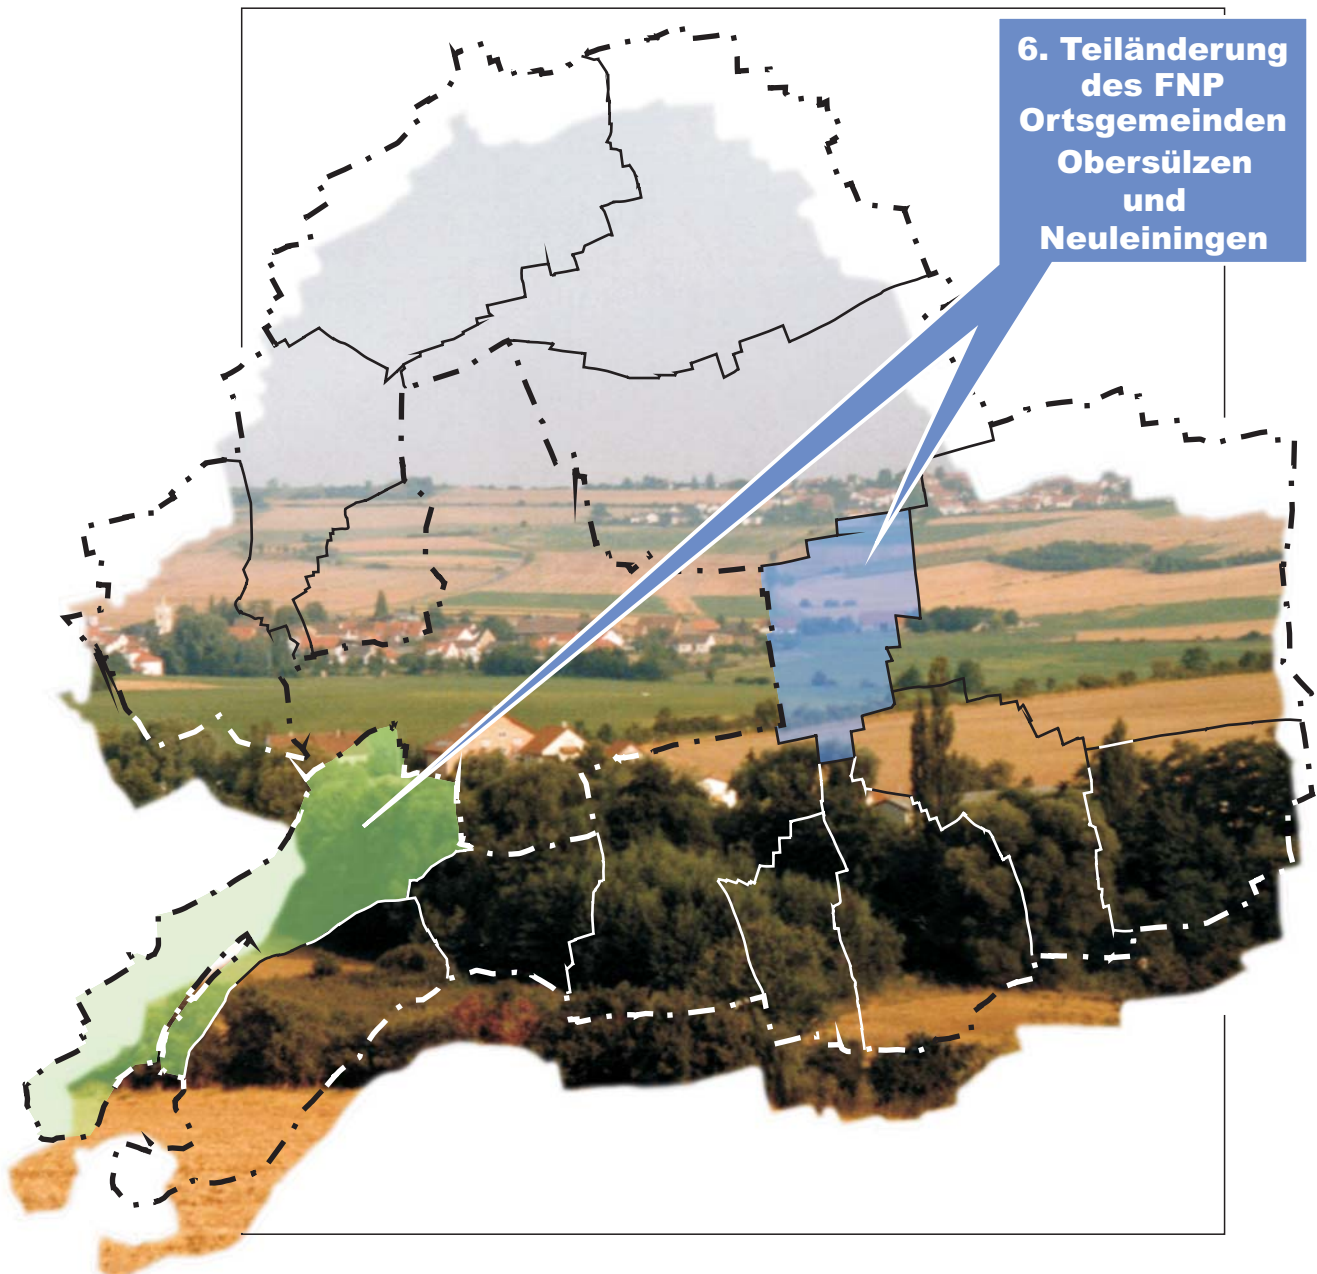 6. Teiländerung
des FNP
Ortsgemeinden
Obersülzen
und
Neuleiningen